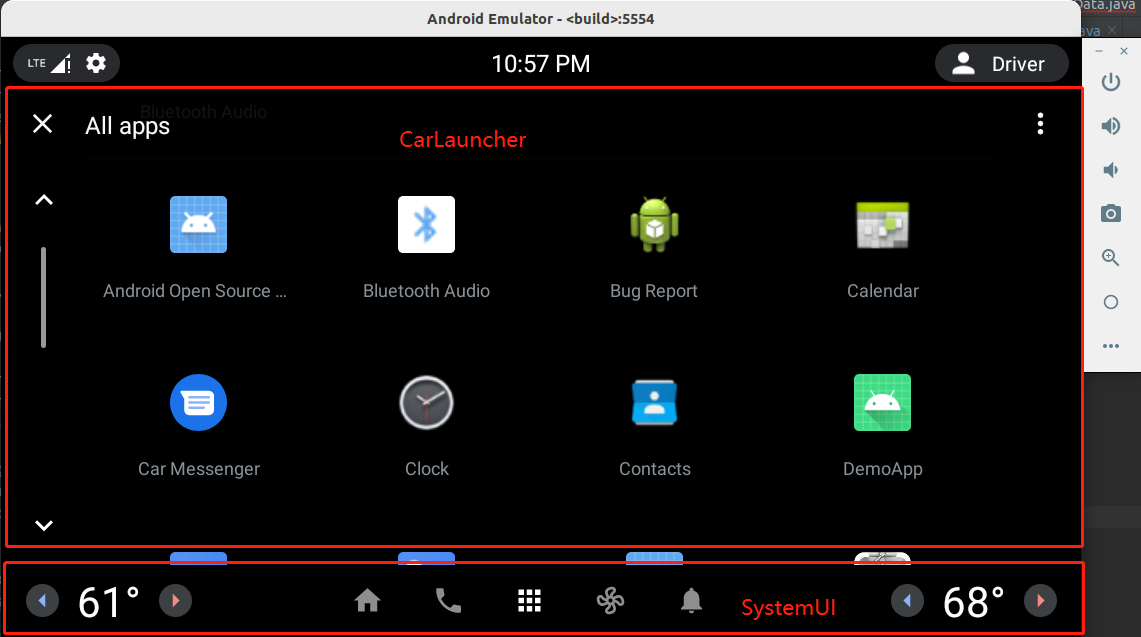 Android Emulator - <build>:5554
Data.java
ava
LTE
10:57 PM
Driver
Bluetooth Audio
All apps
CarLauncher
Android Open Source ...
Bluetooth Audio
Bug Report
Calendar
Car Messenger
Clock
Contacts
DemoApp
61°
SystemUI
68°